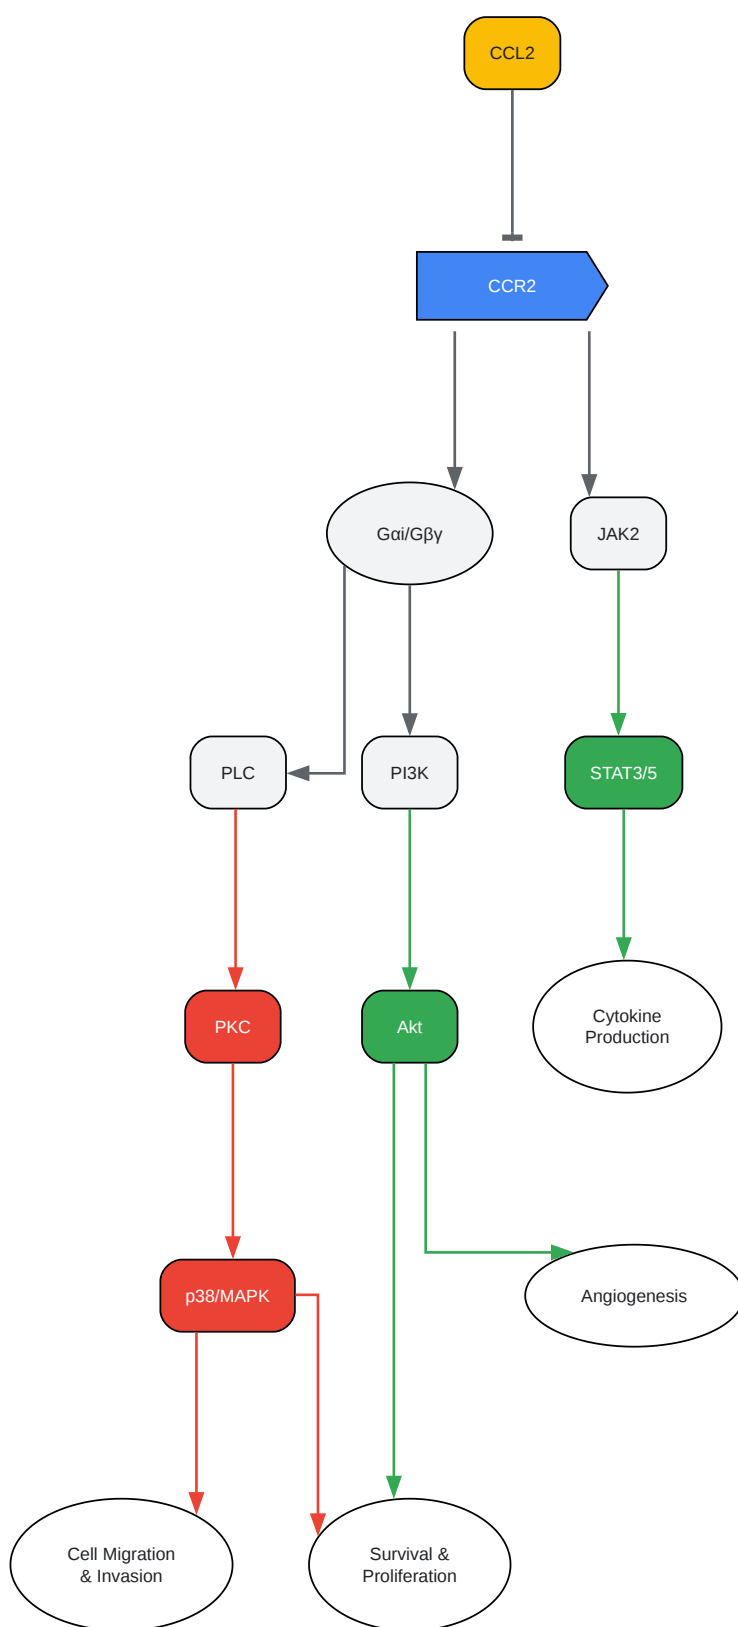 CCL2
CCR2
Gαi/Gβγ
JAK2
PLC
PI3K
STAT3/5
PKC
Akt
Cytokine
Production
p38/MAPK
Angiogenesis
Cell Migration
& Invasion
Survival &
Proliferation